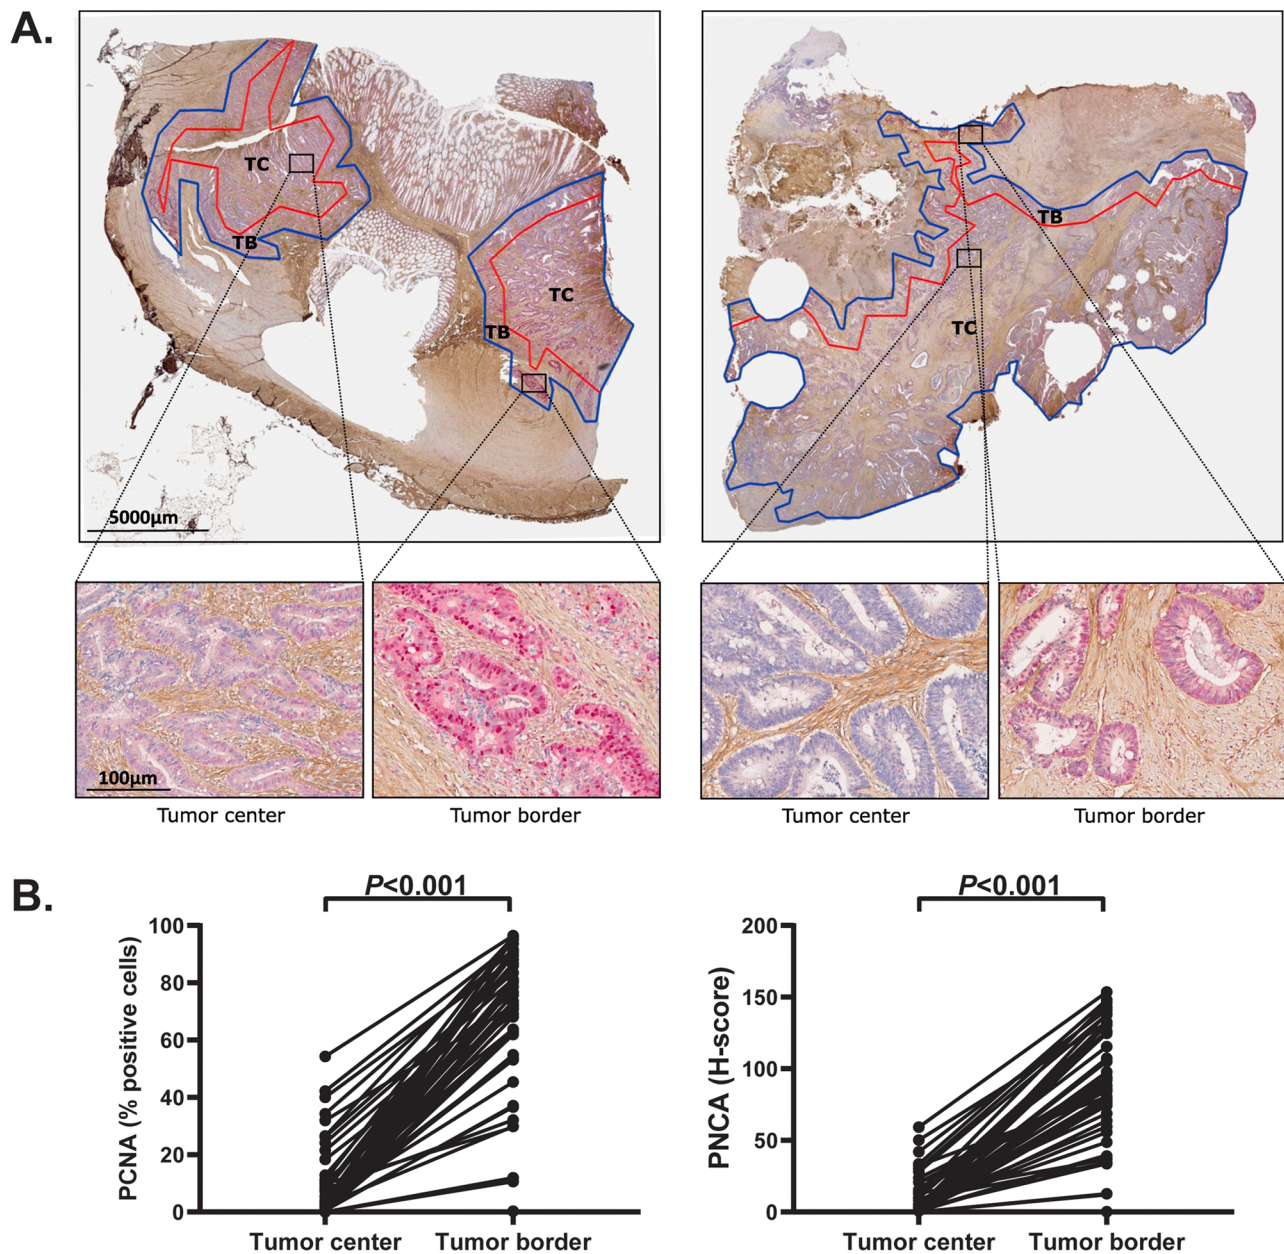 A.
TC
TB
TC
TB
5000µm
TB
TC
100µm
Tumor center
Tumor border
Tumor center
Tumor border
B.
P<0.001
PCNA (% positive cells)
100
80
60
40
20
0
Tumor center
Tumor border
P<0.001
PNCA (H-score)
200
150
100
50
0
Tumor center
Tumor border